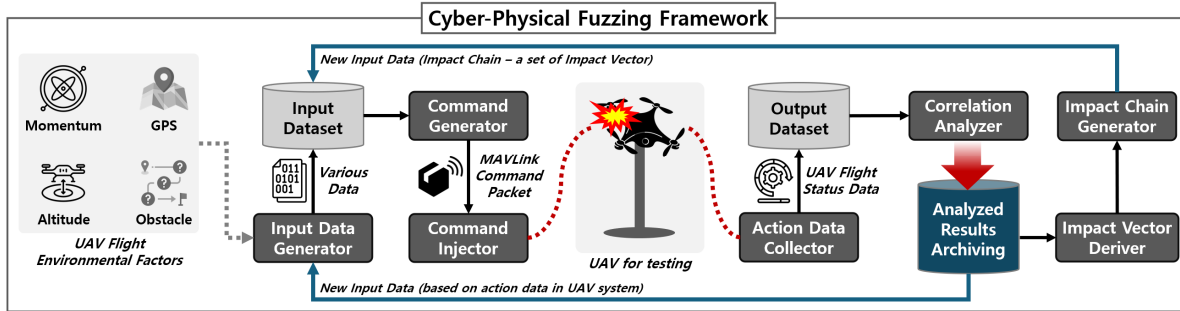 Cyber-Physical Fuzzing Framework
New Input Data (Impact Chain – a set of Impact Vector)
Momentum
GPS
Altitude
Obstacle
UAV Flight
Environmental Factors
Input
Dataset
011
0101
001
Various
Data
Input Data
Generator
Command
Generator
MAVLink
Command
Packet
Command
Injector
UAV for testing
Output
Dataset
UAV Flight
Status Data
Action Data
Collector
Correlation
Analyzer
Analyzed
Results
Archiving
Impact Chain
Generator
Impact Vector
Deriver
New Input Data (based on action data in UAV system)